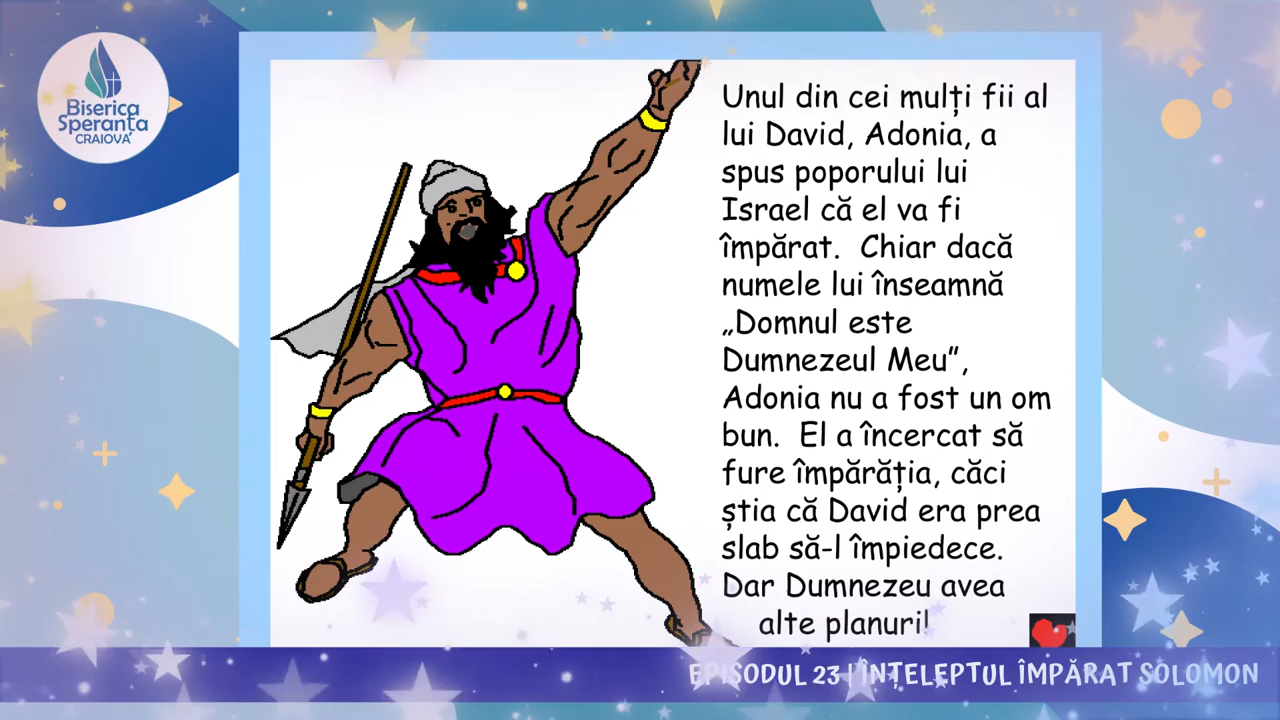 Biserica
Speranța
CRAIOVA
Unul din cei mulți fii al
lui David, Adonia, a
spus poporului lui
Israel că el va fi
împărat.  Chiar dacă
numele lui înseamnă
„Domnul este
Dumnezeul Meu”,
Adonia nu a fost un om
bun.  El a încercat să
fure împărăția, căci
știa că David era prea
slab să-l împiedece.
Dar Dumnezeu avea
alte planuri!
EPISODUL 23 | ÎNȚELEPTUL ÎMPĂRAT SOLOMON